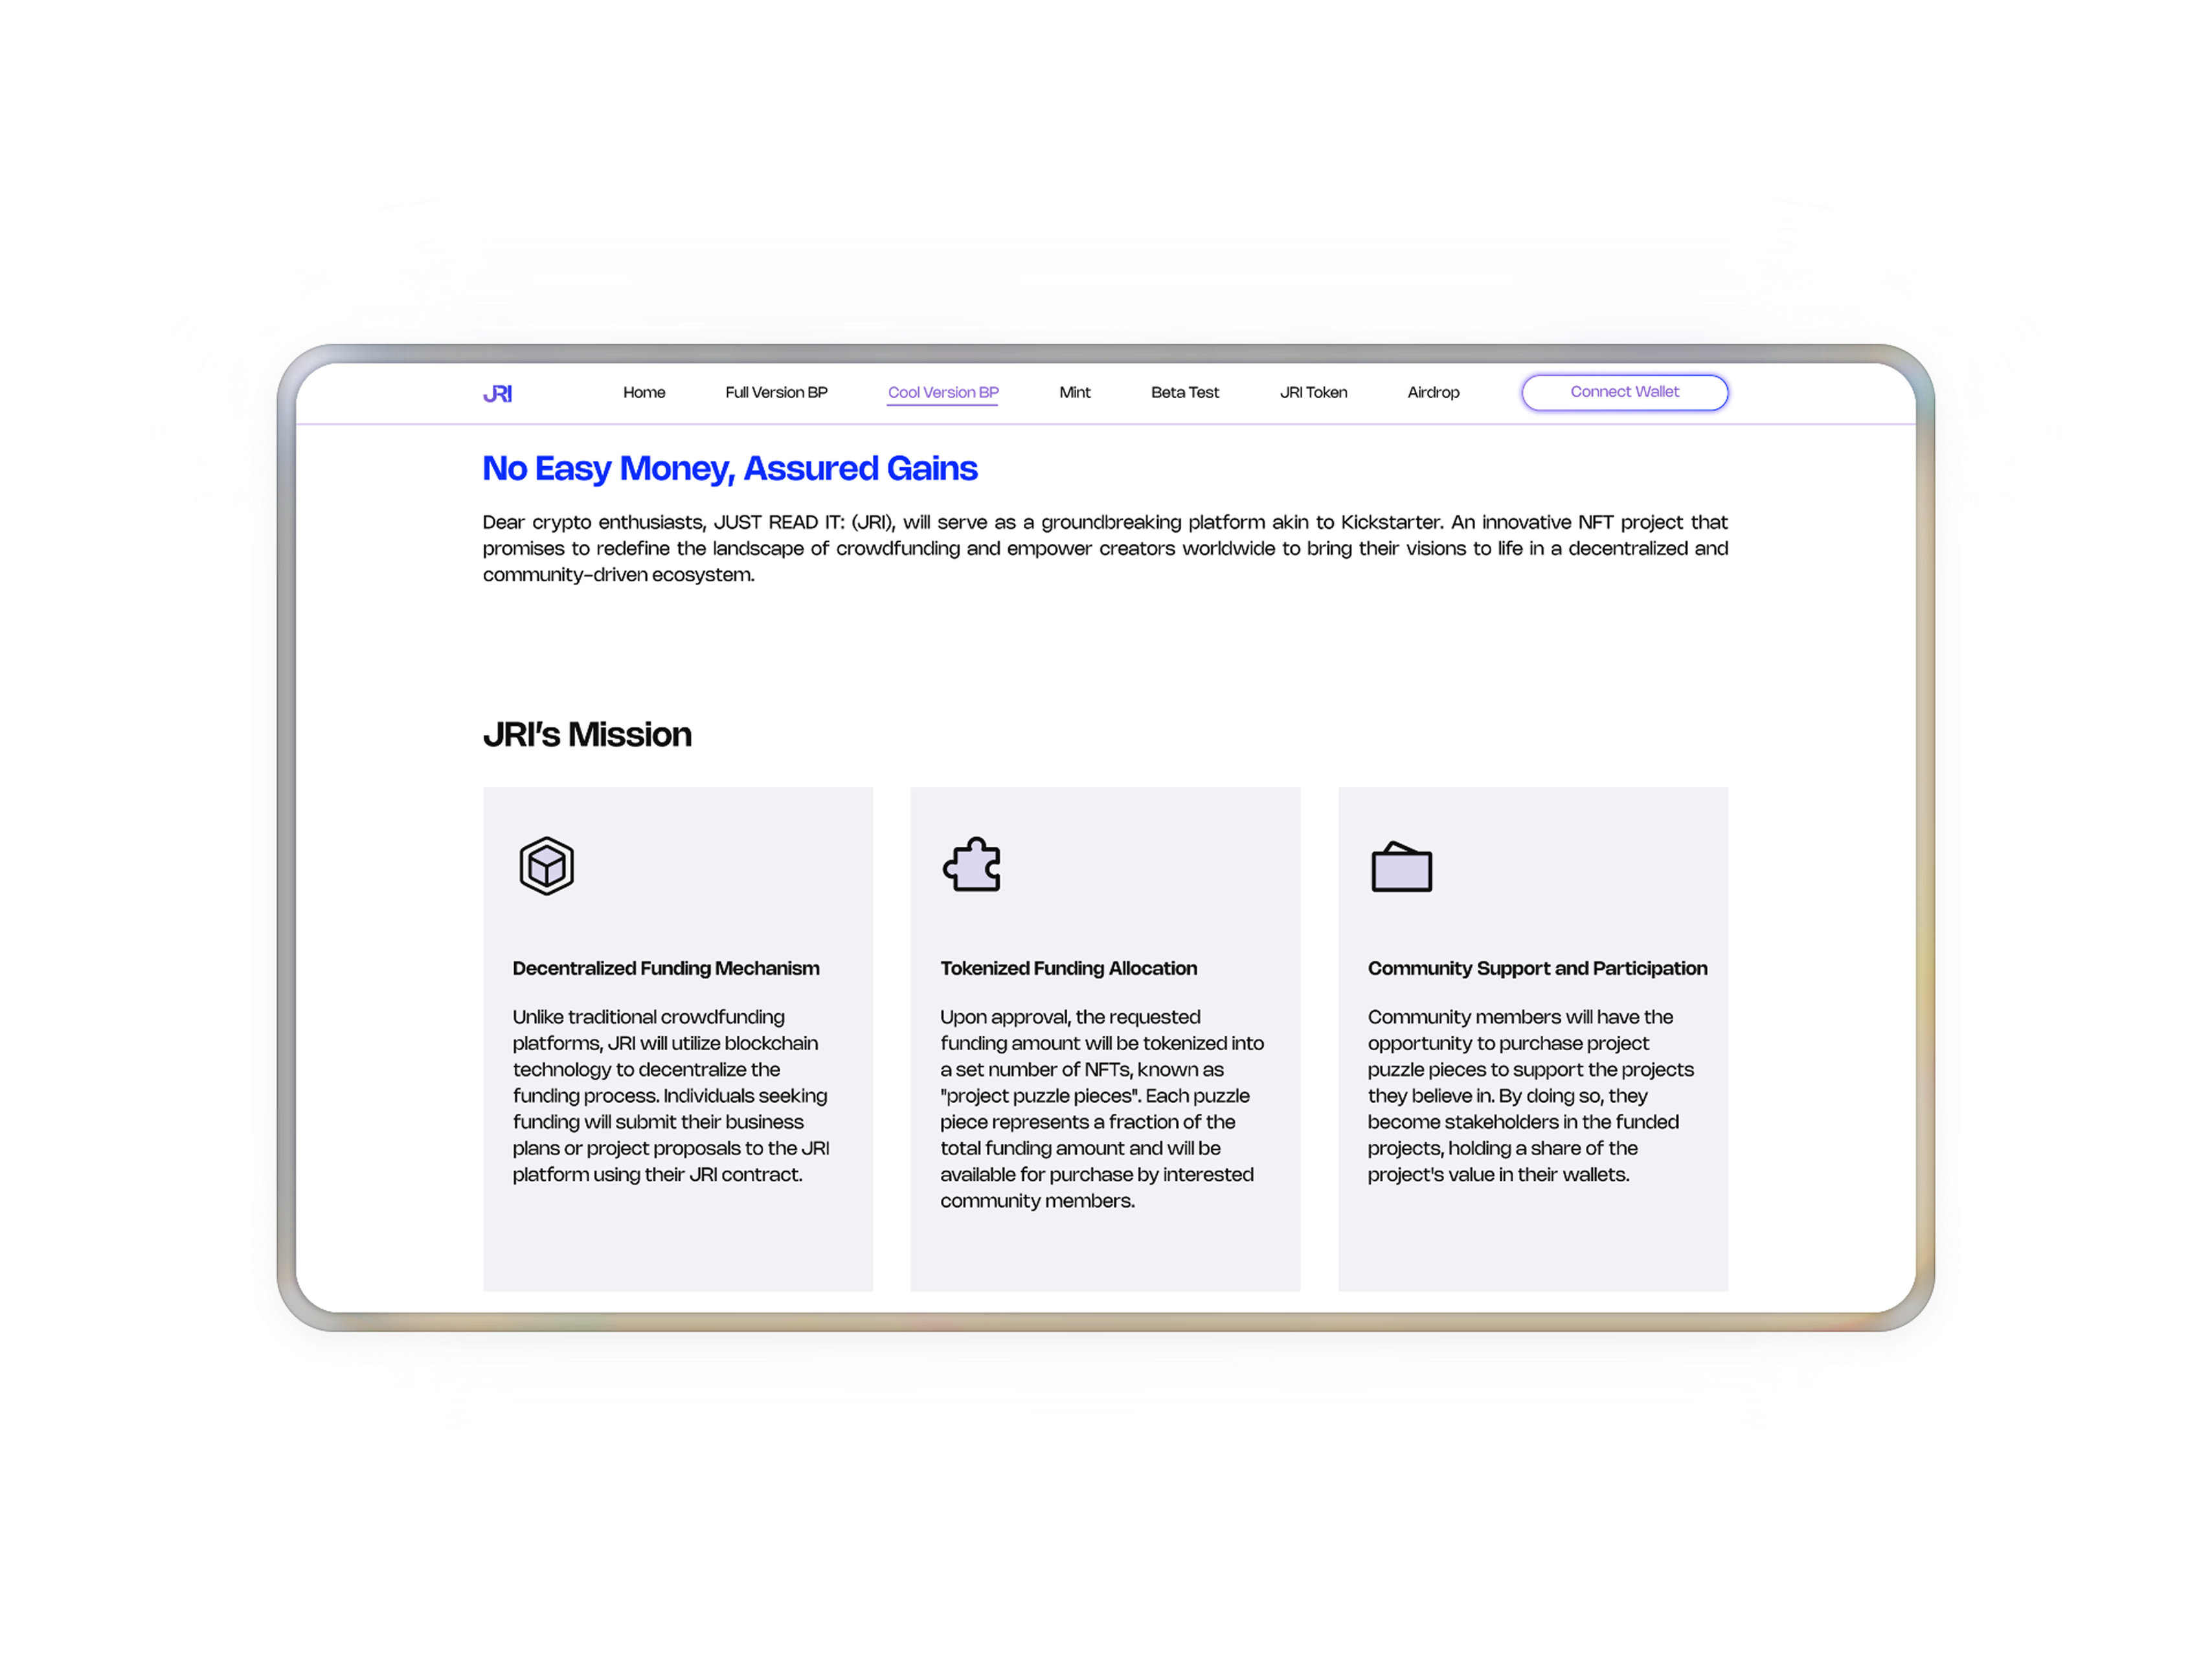 JRI
Home
Full Version BP
Cool Version BP
Mint
Beta Test
JRI Token
Airdrop
Connect Wallet
No Easy Money, Assured Gains
Dear crypto enthusiasts, JUST READ IT: (JRI), will serve as a groundbreaking platform akin to Kickstarter. An innovative NFT project that
promises to redefine the landscape of crowdfunding and empower creators worldwide to bring their visions to life in a decentralized and
community-driven ecosystem.
JRI's Mission
Decentralized Funding Mechanism
Unlike traditional crowdfunding
platforms, JRI will utilize blockchain
technology to decentralize the
funding process. Individuals seeking
funding will submit their business
plans or project proposals to the JRI
platform using their JRI contract.
Tokenized Funding Allocation
Upon approval, the requested
funding amount will be tokenized into
a set number of NFTs, known as
"project puzzle pieces". Each puzzle
piece represents a fraction of the
total funding amount and will be
available for purchase by interested
community members.
Community Support and Participation
Community members will have the
opportunity to purchase project
puzzle pieces to support the projects
they believe in. By doing so, they
become stakeholders in the funded
projects, holding a share of the
project's value in their wallets.